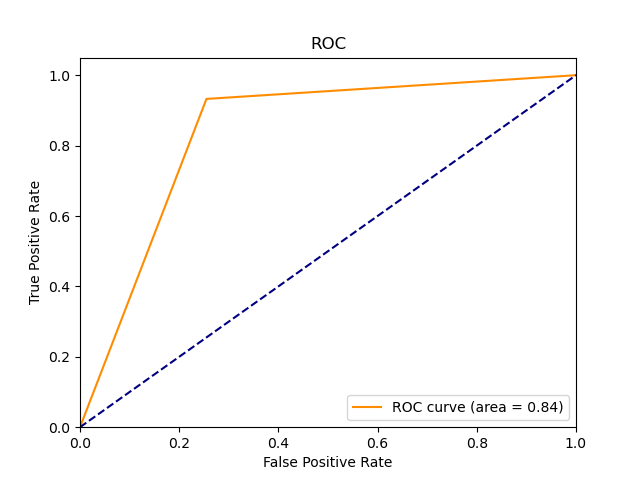 ROC
True Positive Rate
1.0
0.8
0.6
0.4
0.2
0.0
ROC curve (area = 0.84)
0.0 0.2 0.4 0.6 0.8 1.0
False Positive Rate